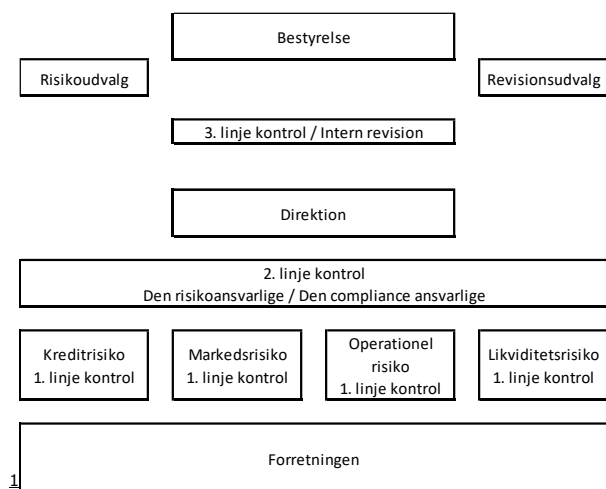 Bestyrelse
Risikoudvalg
Revisionsudvalg
3. linje kontrol / Intern revision
Direktion
2. linje kontrol
Den risikoansvarlige / Den compliance ansvarlige
Kreditrisiko
1. linje kontrol
Markedsrisiko
1. linje kontrol
Operationel
risiko
1. linje kontrol
Likviditetsrisiko
1. linje kontrol
Forretningen
1